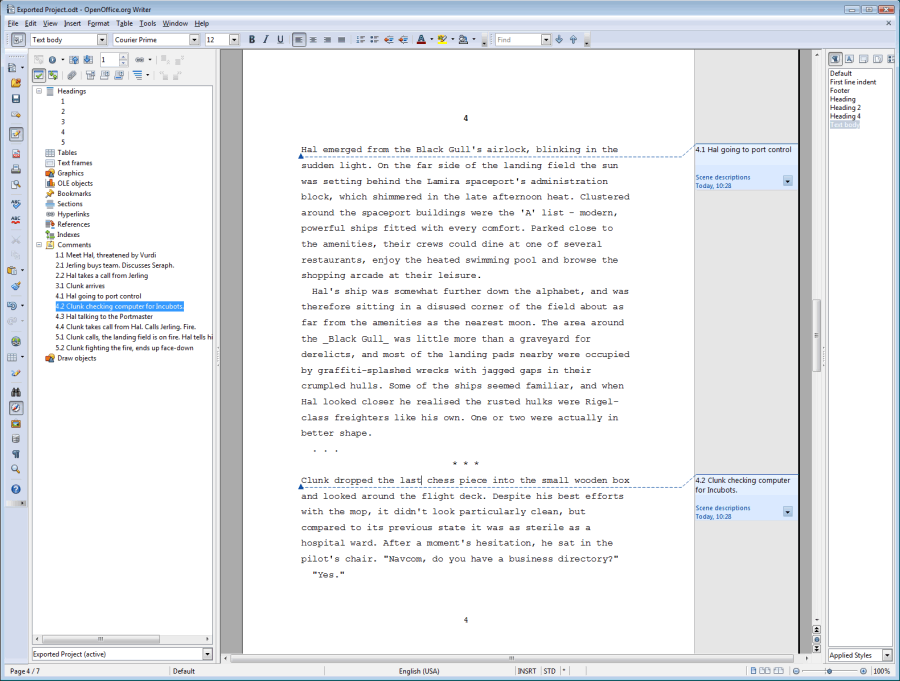 Exported Project.odt - OpenOffice.org Writer
File Edit View Insert Format Table Tools Window Help
Text body Courier Prime 12 B I U Find
1
Headings
1
2
3
4
5
Tables
Text frames
Graphics
OLE objects
Bookmarks
Sections
Hyperlinks
References
Indexes
Comments
1.1 Meet Hal, threatened by Vurdi
2.1 Jerling buys team. Discusses Seraph.
2.2 Hal takes a call from Jerling
3.1 Clunk arrives
4.1 Hal going to port control
4.2 Clunk checking computer for Incubots.
4.3 Hal talking to the Portmaster
4.4 Clunk takes call from Hal. Calls Jerling. Fire.
5.1 Clunk calls, the landing field is on fire. Hal tells hi
5.2 Clunk fighting the fire, ends up face-down
Draw objects
Exported Project (active)
4
Hal emerged from the Black Gull's airlock, blinking in the
sudden light. On the far side of the landing field the sun
was setting behind the Lamira spaceport's administration
block, which shimmered in the late afternoon heat. Clustered
around the spaceport buildings were the 'A' list - modern,
powerful ships fitted with every comfort. Parked close to
the amenities, their crews could dine at one of several
restaurants, enjoy the heated swimming pool and browse the
shopping arcade at their leisure.
Hal's ship was somewhat further down the alphabet, and was
therefore sitting in a disused corner of the field about as
far from the amenities as the nearest moon. The area around
the _Black Gull_ was little more than a graveyard for
derelicts, and most of the landing pads nearby were occupied
by graffiti-splashed wrecks with jagged gaps in their
crumpled hulls. Some of the ships seemed familiar, and when
Hal looked closer he realised the rusted hulks were Rigel-
class freighters like his own. One or two were actually in
better shape.
. . .
* * *
Clunk dropped the last chess piece into the small wooden box
and looked around the flight deck. Despite his best efforts
with the mop, it didn't look particularly clean, but
compared to its previous state it was as sterile as a
hospital ward. After a moment's hesitation, he sat in the
pilot's chair. "Navcom, do you have a business directory?"
"Yes."
4
4.1 Hal going to port control
Scene descriptions
Today, 10:28
4.2 Clunk checking computer
for Incubots.
Scene descriptions
Today, 10:28
Default
First line indent
Footer
Heading
Heading 2
Heading 4
Text body
Applied Styles
Page 4 / 7 Default English (USA) INSRT STD * 100%